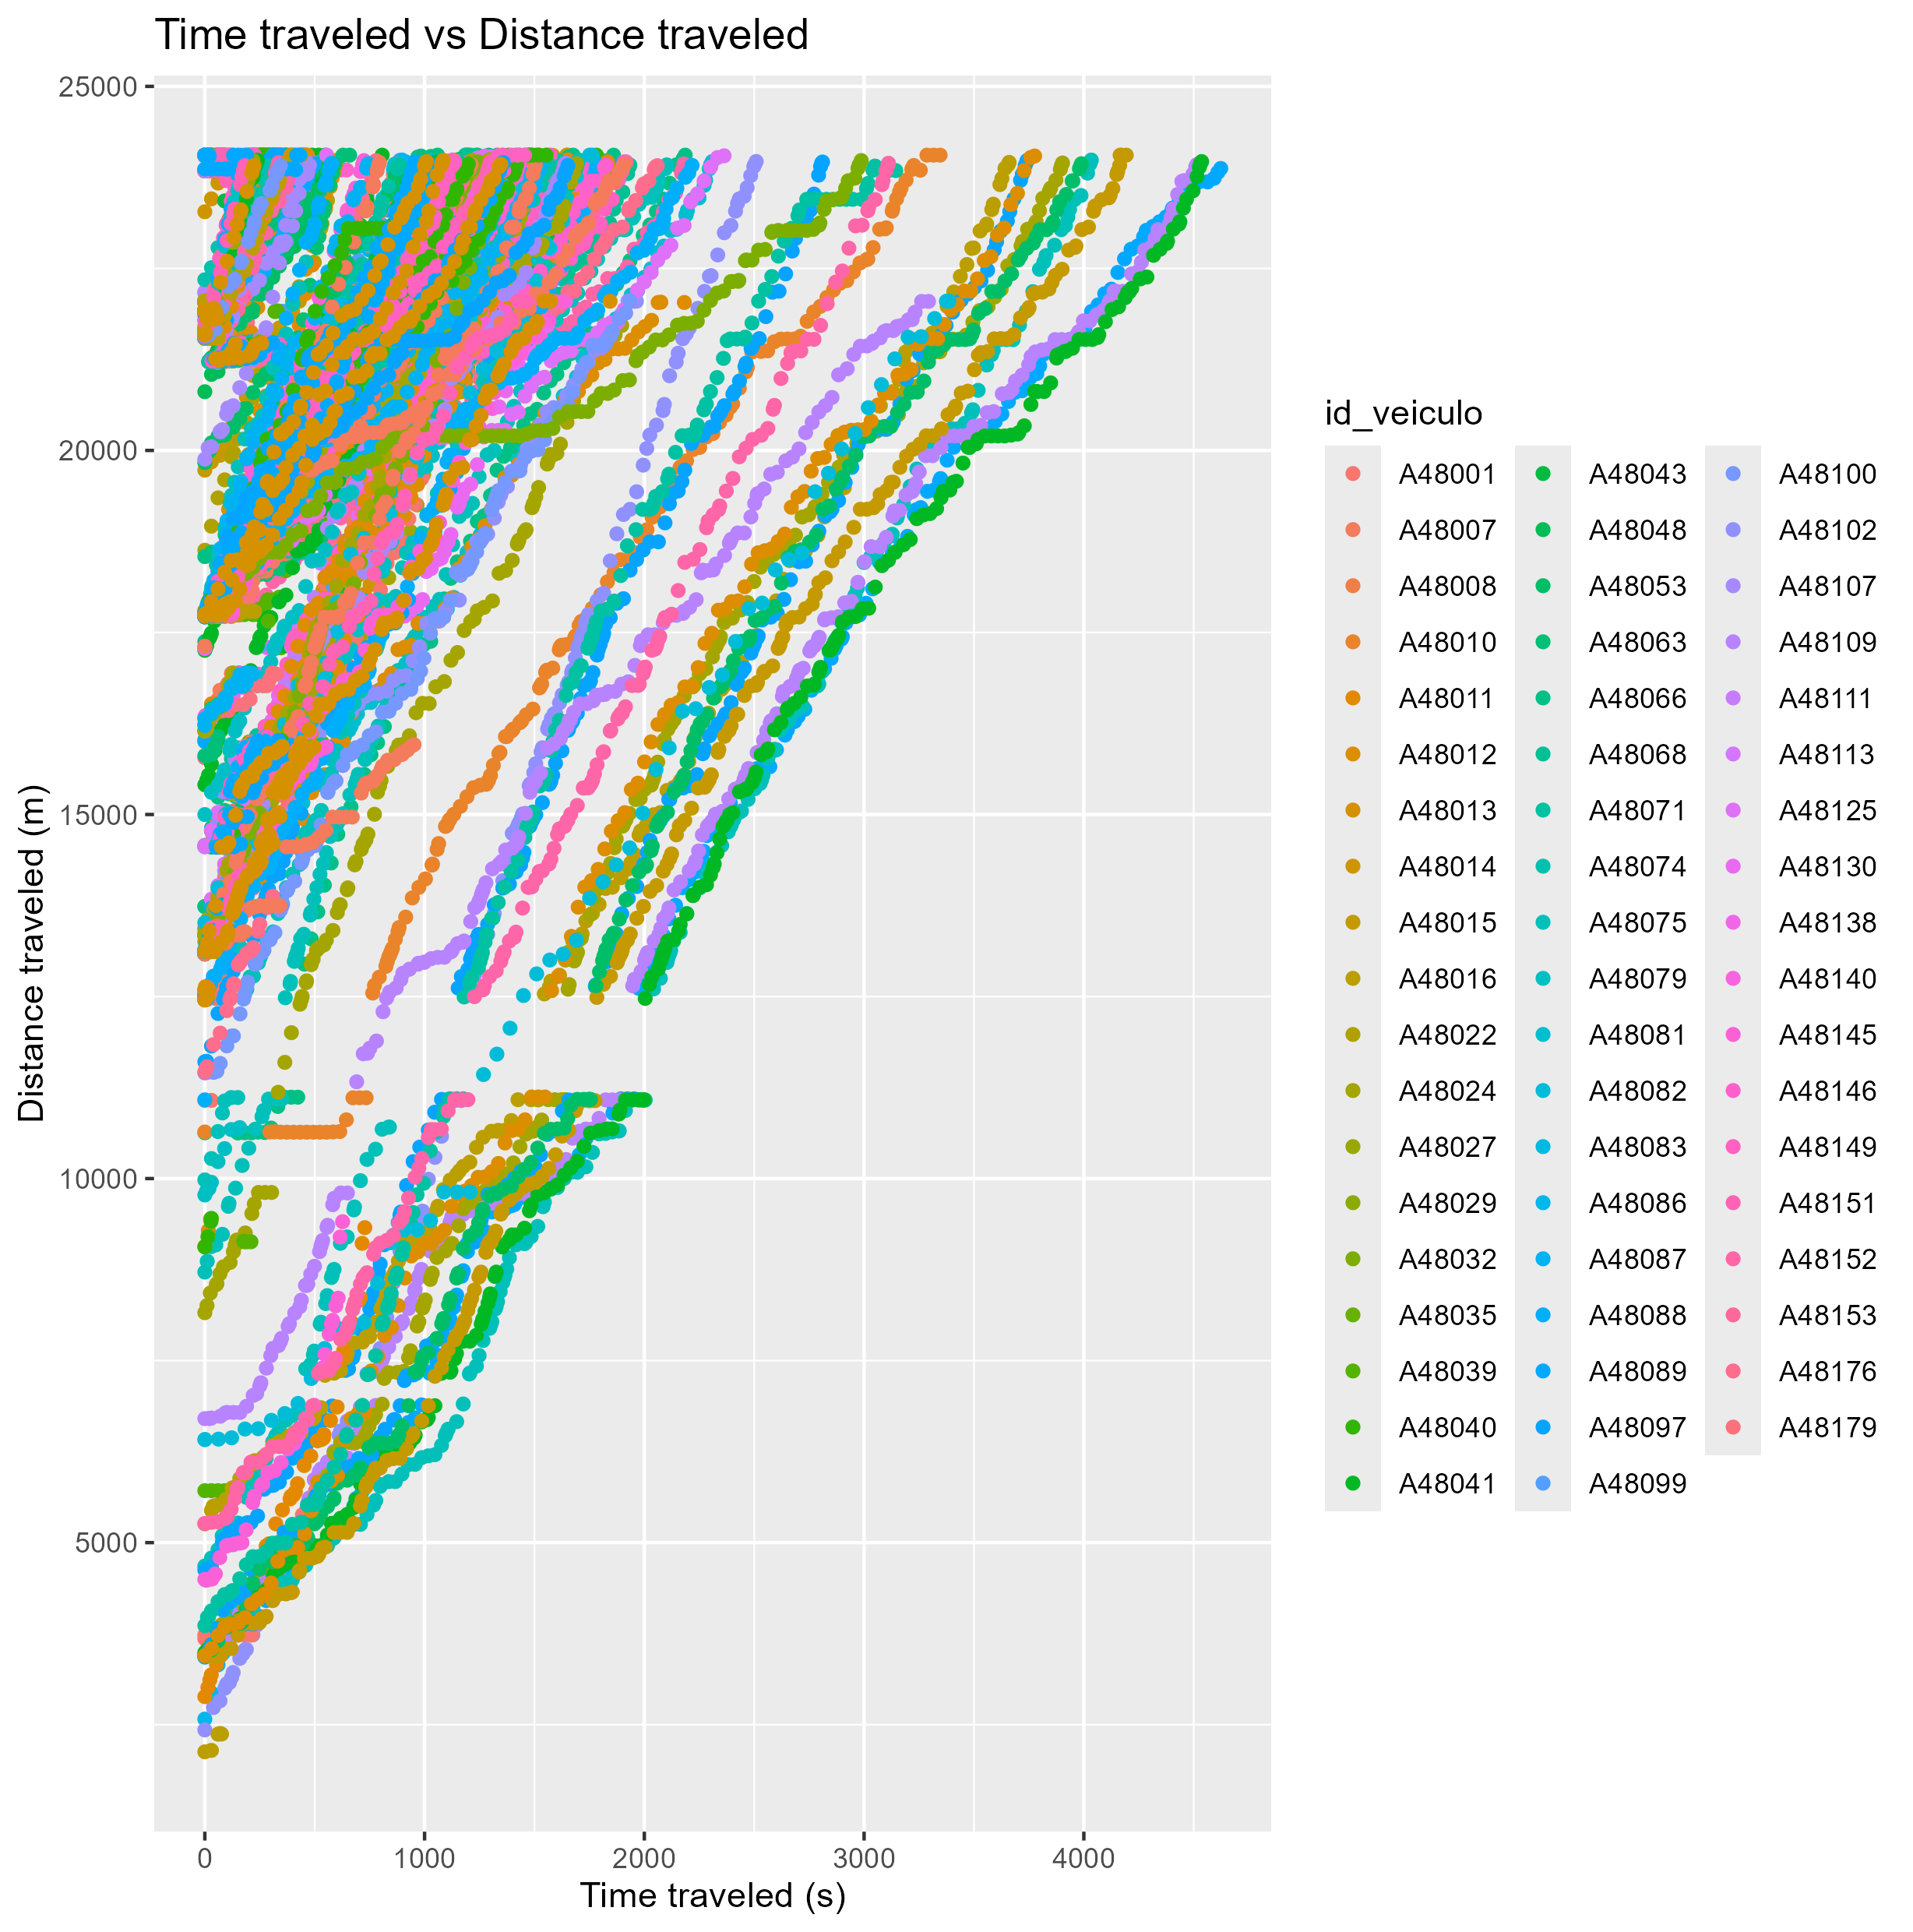 Time traveled vs Distance traveled
25000
20000
15000
10000
5000
Distance traveled (m)
0 1000 2000 3000 4000
Time traveled (s)
id_veiculo
A48001 A48043 A48100
A48007 A48048 A48102
A48008 A48053 A48107
A48010 A48063 A48109
A48011 A48066 A48111
A48012 A48068 A48113
A48013 A48071 A48125
A48014 A48074 A48130
A48015 A48075 A48138
A48016 A48079 A48140
A48022 A48081 A48145
A48024 A48082 A48146
A48027 A48083 A48149
A48029 A48086 A48151
A48032 A48087 A48152
A48035 A48088 A48153
A48039 A48089 A48176
A48040 A48097 A48179
A48041 A48099